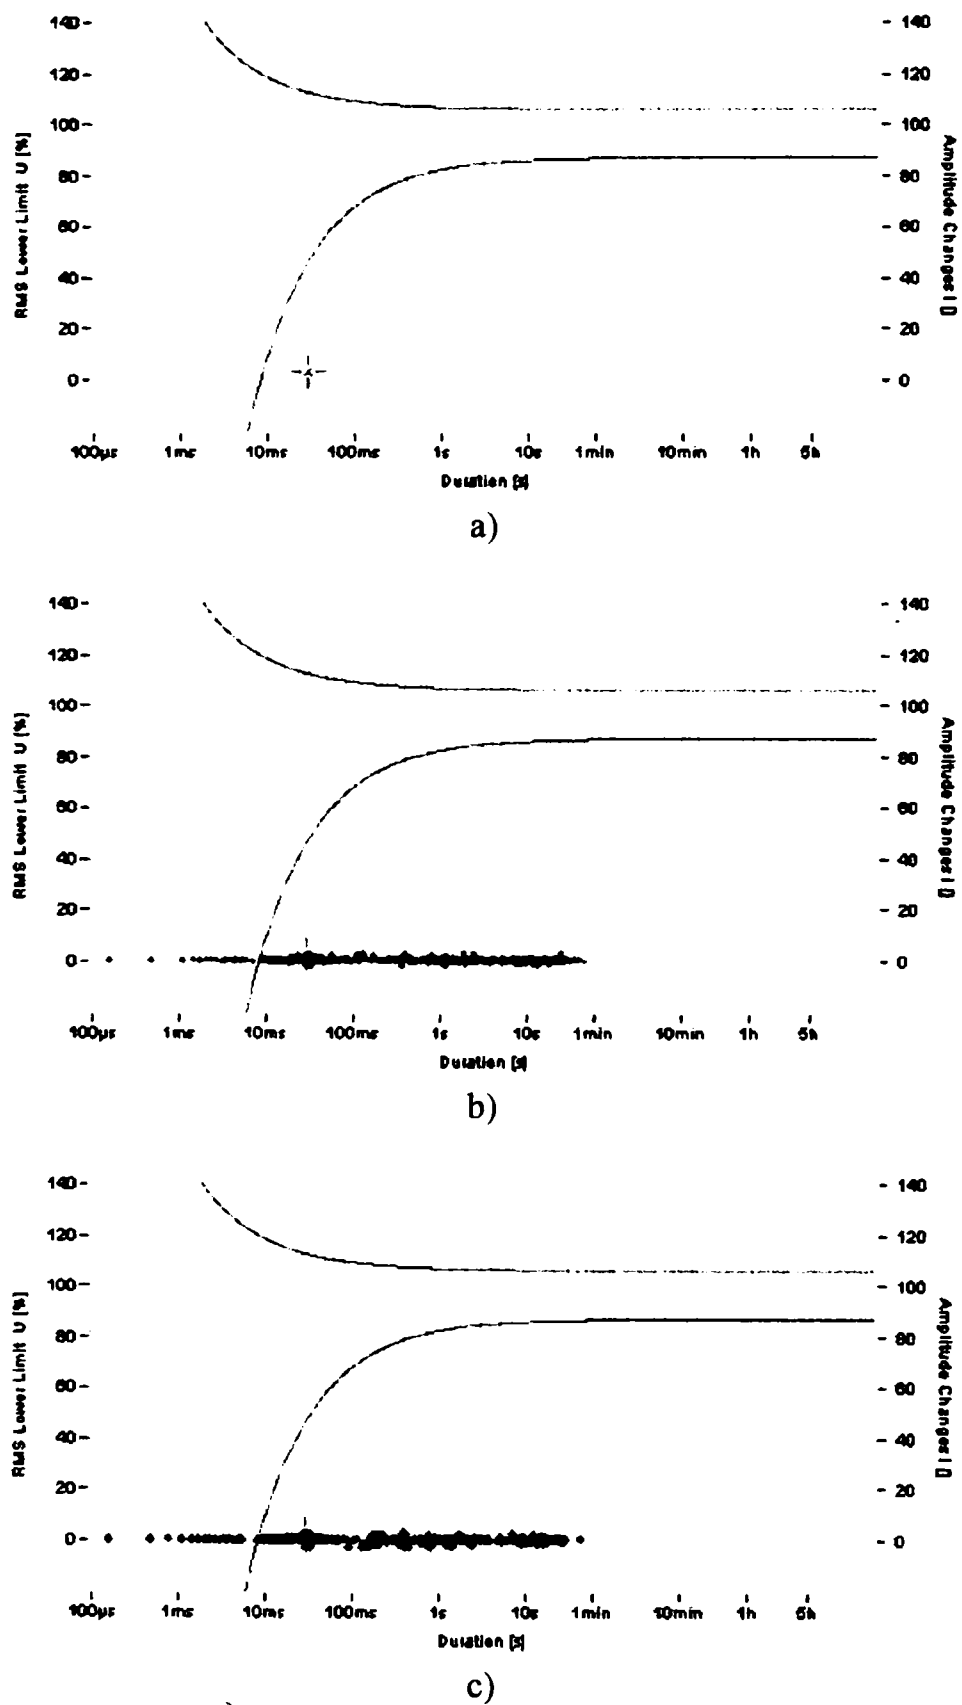 140 - - 140
120 - - 120
100 - - 100
80 - - 80
60 - - 60
40 - - 40
20 - - 20
0 - - 0
RMS Lower Limit U [%]
Amplitude Changes I []
100µs 1ms 10ms 100ms 1s 10s 1min 10min 1h 5h
Duration [s]
a)
140 - - 140
120 - - 120
100 - - 100
80 - - 80
60 - - 60
40 - - 40
20 - - 20
0 - - 0
RMS Lower Limit U [%]
Amplitude Changes I []
100µs 1ms 10ms 100ms 1s 10s 1min 10min 1h 5h
Duration [s]
b)
140 - - 140
120 - - 120
100 - - 100
80 - - 80
60 - - 60
40 - - 40
20 - - 20
0 - - 0
RMS Lower Limit U [%]
Amplitude Changes I []
100µs 1ms 10ms 100ms 1s 10s 1min 10min 1h 5h
Duration [s]
c)